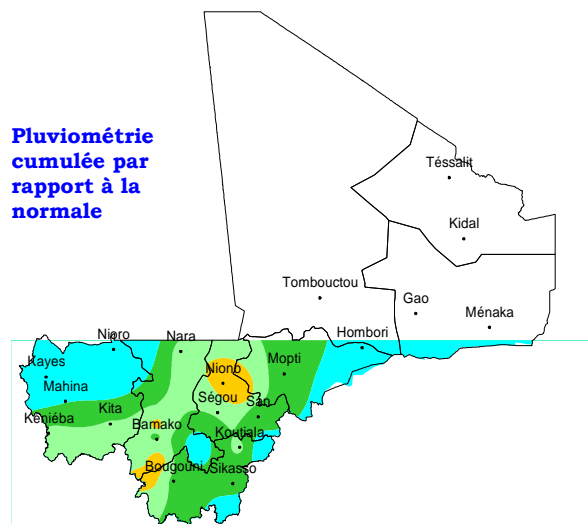 Pluviométrie
cumulée par
rapport à la
normale
Téssalit
Kidal
Tombouctou
Gao
Ménaka
Hombori
Nioro
Nara
Kayes
Mopti
Niono
Mahina
Ségou
San
Kita
Kéniéba
Bamako
Koutiala
Bougouni
Sikasso